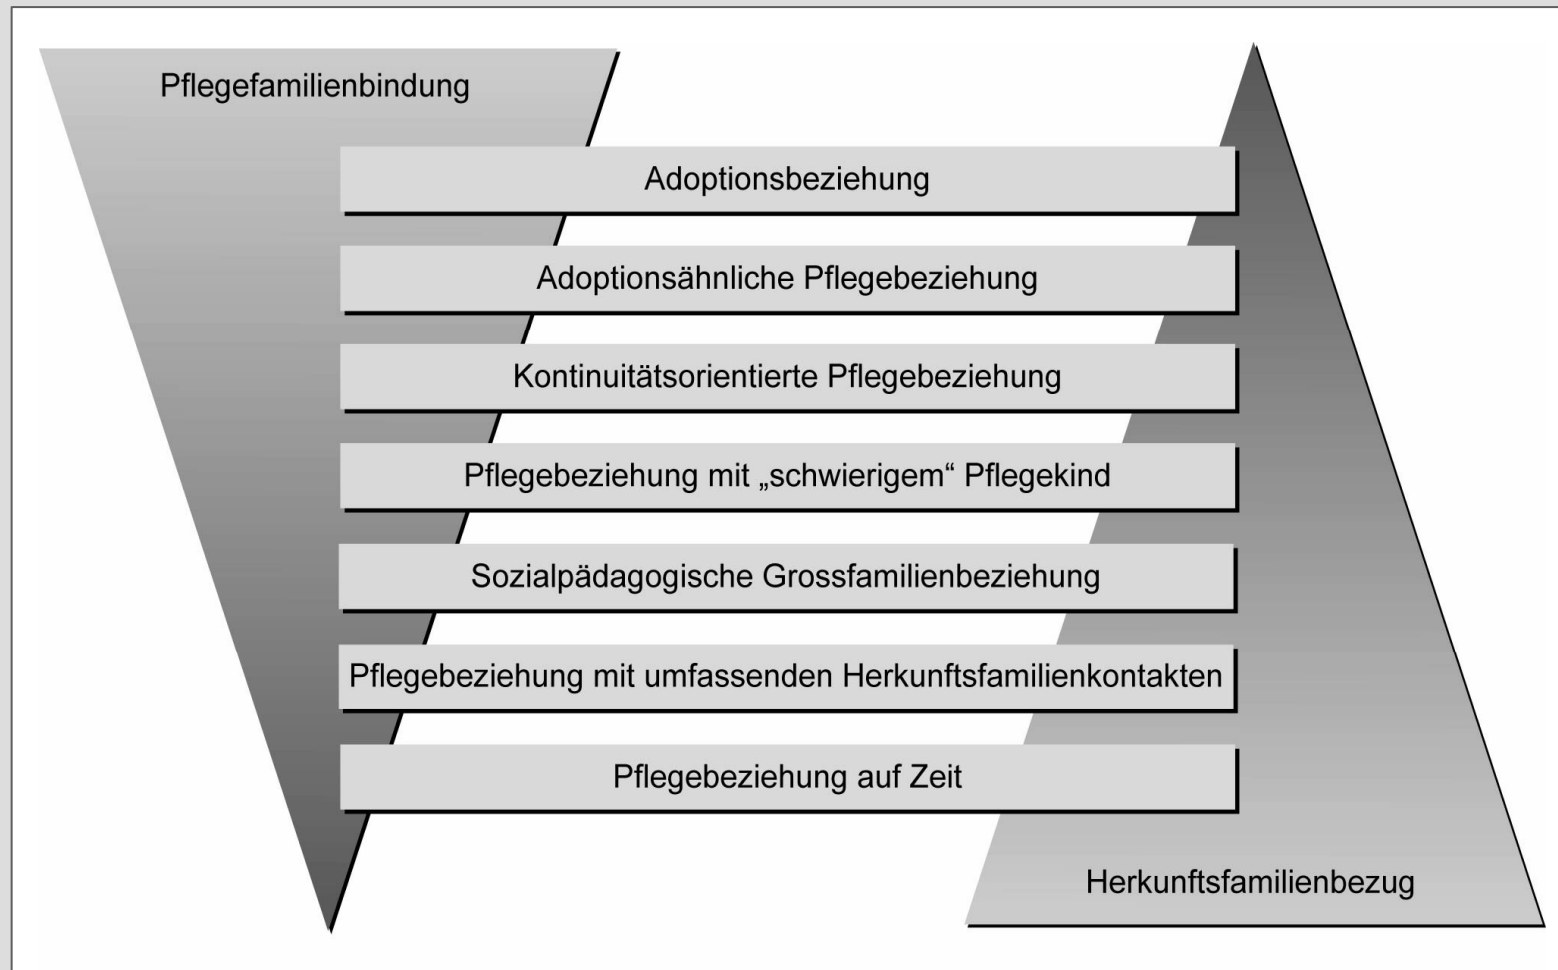 Pflegefamilienbindung
Adoptionsbeziehung
Adoptionsähnliche Pflegebeziehung
Kontinuitätsorientierte Pflegebeziehung
Pflegebeziehung mit „schwierigem“ Pflegekind
Sozialpädagogische Grossfamilienbeziehung
Pflegebeziehung mit umfassenden Herkunftsfamilienkontakten
Pflegebeziehung auf Zeit
Herkunftsfamilienbezug